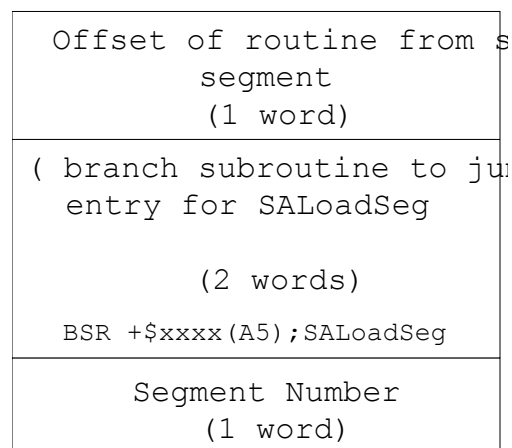 Offset of routine from
segment
(1 word)
( branch subroutine to
entry for SALoadSeg
(2 words)
BSR +$xxxx(A5);SALoadSeg
Segment Number
(1 word)